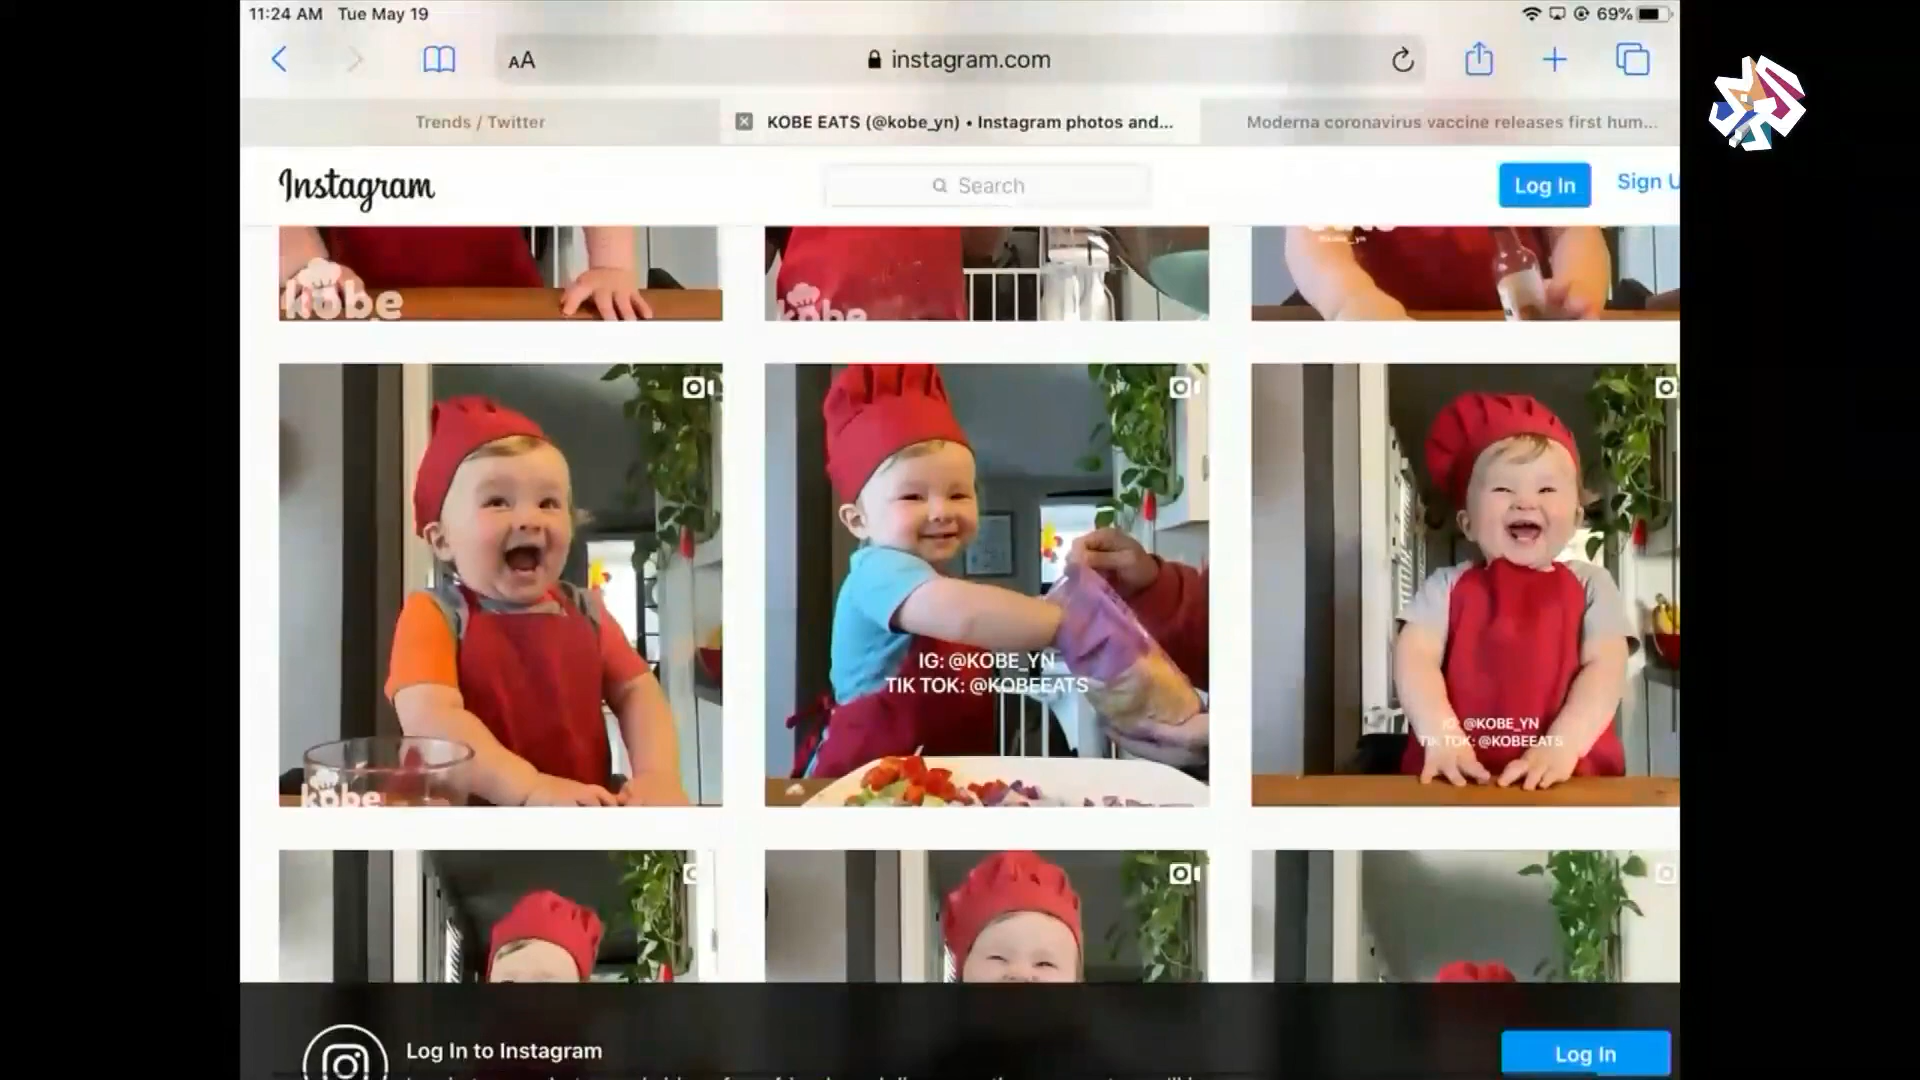 11:24 AM Tue May 19
69%
AA
instagram.com
Trends / Twitter
KOBE EATS (@kobe_yn) • Instagram photos and...
Moderna coronavirus vaccine releases first hum...
Instagram
Search
Log In
Sign U
kobe
kobe
IG: @KOBE_YN
TIK TOK: @KOBEEATS
@KOBE_YN
TIK TOK: @KOBEEATS
kobe
Log In to Instagram
Log In